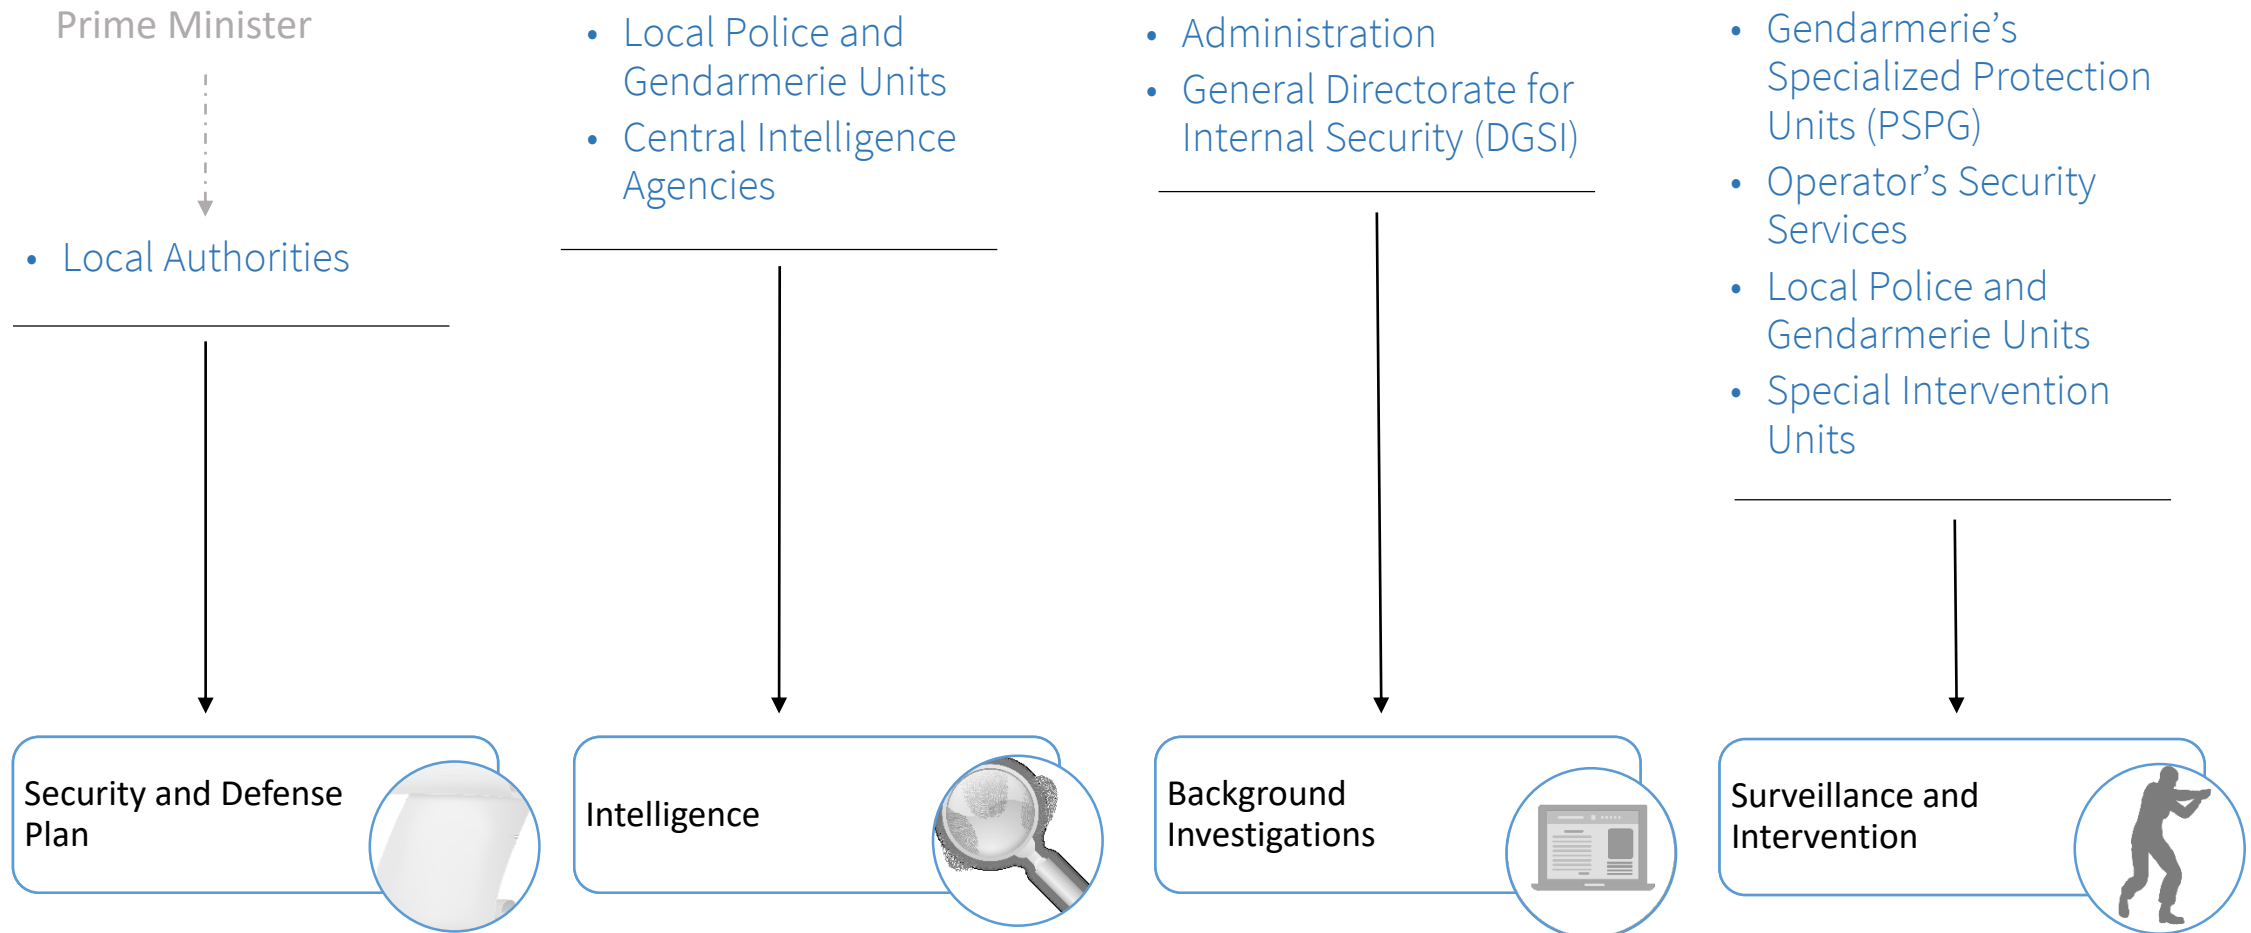 Prime Minister
• Local Authorities
Security and Defense
Plan
• Local Police and
Gendarmerie Units
• Central Intelligence
Agencies
Intelligence
• Administration
• General Directorate for
Internal Security (DGSI)
Background
Investigations
• Gendarmerie’s
Specialized Protection
Units (PSPG)
• Operator’s Security
Services
• Local Police and
Gendarmerie Units
• Special Intervention
Units
Surveillance and
Intervention